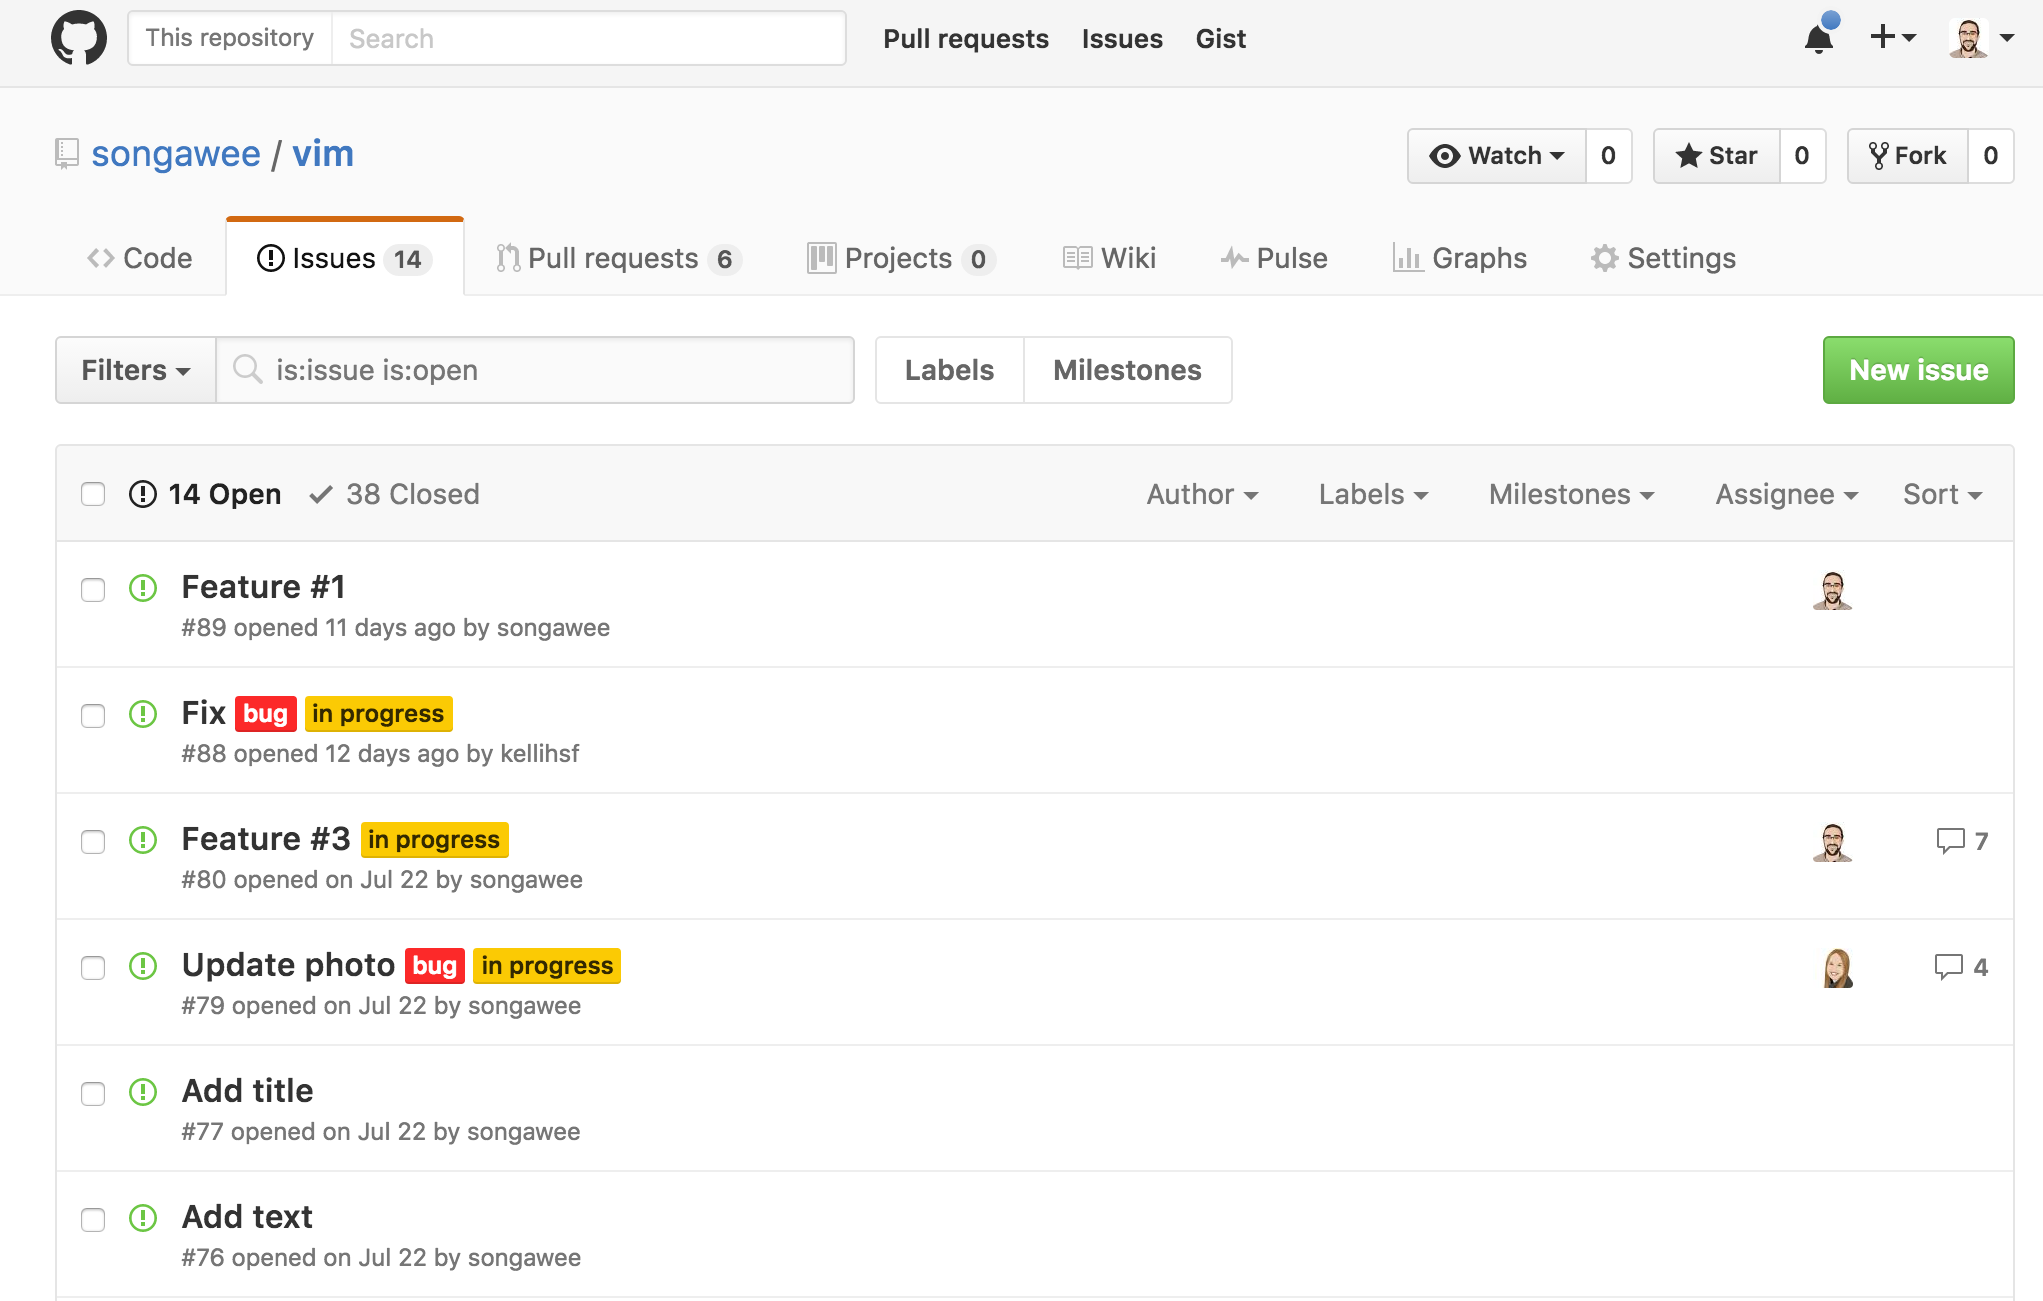 This repository Search Pull requests Issues Gist
songawee / vim Watch 0 Star 0 Fork 0
Code Issues 14 Pull requests 6 Projects 0 Wiki Pulse Graphs Settings
Filters is:issue is:open Labels Milestones New issue
14 Open 38 Closed Author Labels Milestones Assignee Sort
Feature #1
#89 opened 11 days ago by songawee
Fix bug in progress
#88 opened 12 days ago by kellihsf
Feature #3 in progress 7
#80 opened on Jul 22 by songawee
Update photo bug in progress 4
#79 opened on Jul 22 by songawee
Add title
#77 opened on Jul 22 by songawee
Add text
#76 opened on Jul 22 by songawee